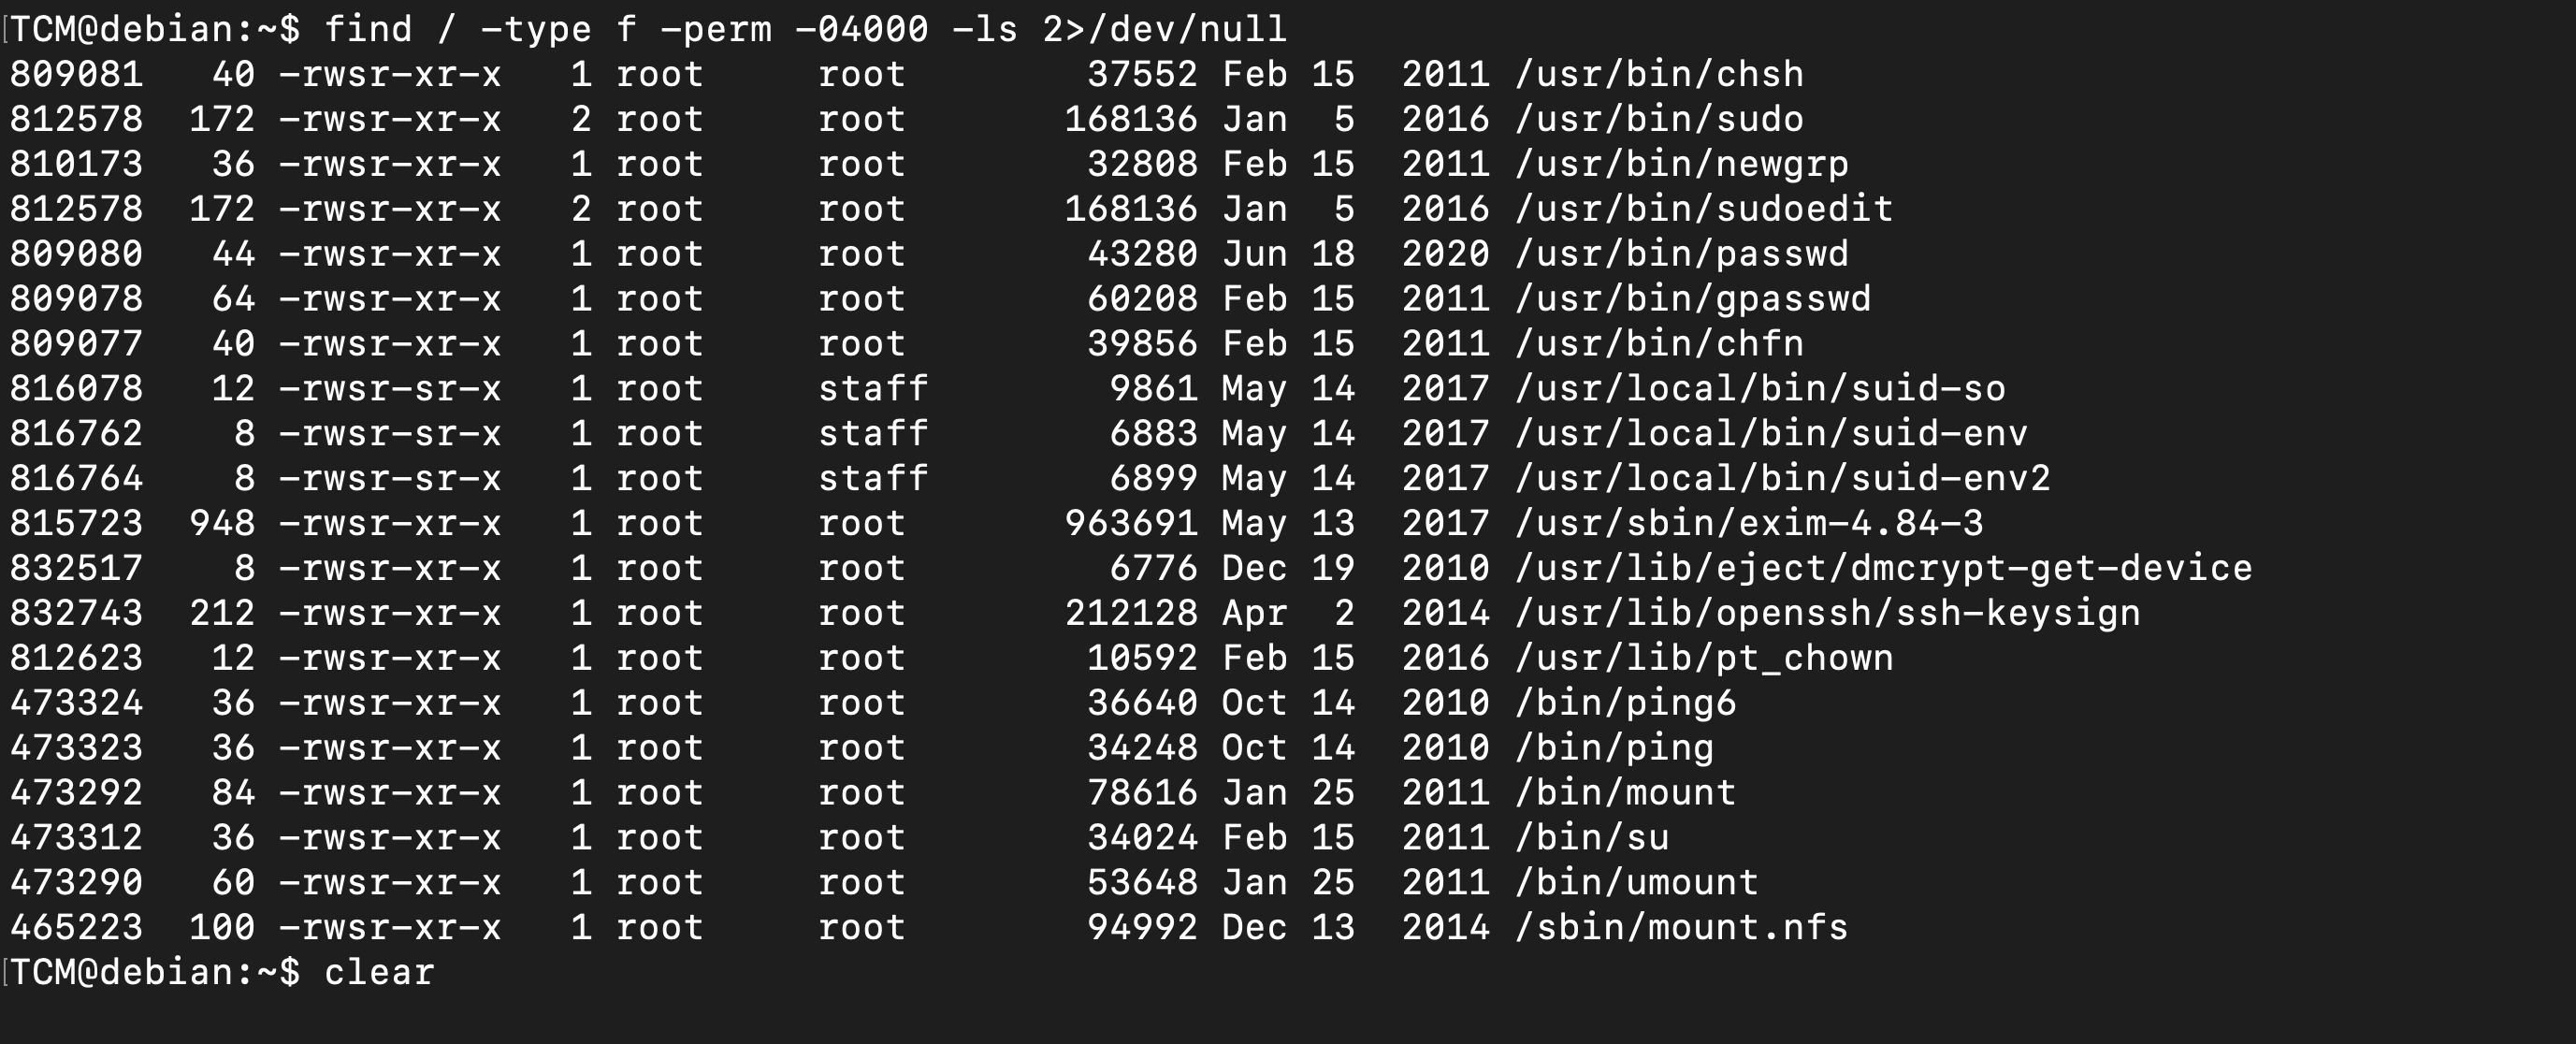 [TCM@debian:~$ find / -type f -perm -04000 -ls 2>/dev/null
809081   40 -rwsr-xr-x   1 root     root        37552 Feb 15  2011 /usr/bin/chsh
812578  172 -rwsr-xr-x   2 root     root       168136 Jan  5  2016 /usr/bin/sudo
810173   36 -rwsr-xr-x   1 root     root        32808 Feb 15  2011 /usr/bin/newgrp
812578  172 -rwsr-xr-x   2 root     root       168136 Jan  5  2016 /usr/bin/sudoedit
809080   44 -rwsr-xr-x   1 root     root        43280 Jun 18  2020 /usr/bin/passwd
809078   64 -rwsr-xr-x   1 root     root        60208 Feb 15  2011 /usr/bin/gpasswd
809077   40 -rwsr-xr-x   1 root     root        39856 Feb 15  2011 /usr/bin/chfn
816078   12 -rwsr-sr-x   1 root     staff        9861 May 14  2017 /usr/local/bin/suid-so
816762    8 -rwsr-sr-x   1 root     staff        6883 May 14  2017 /usr/local/bin/suid-env
816764    8 -rwsr-sr-x   1 root     staff        6899 May 14  2017 /usr/local/bin/suid-env2
815723  948 -rwsr-xr-x   1 root     root       963691 May 13  2017 /usr/sbin/exim-4.84-3
832517    8 -rwsr-xr-x   1 root     root         6776 Dec 19  2010 /usr/lib/eject/dmcrypt-get-device
832743  212 -rwsr-xr-x   1 root     root       212128 Apr  2  2014 /usr/lib/openssh/ssh-keysign
812623   12 -rwsr-xr-x   1 root     root        10592 Feb 15  2016 /usr/lib/pt_chown
473324   36 -rwsr-xr-x   1 root     root        36640 Oct 14  2010 /bin/ping6
473323   36 -rwsr-xr-x   1 root     root        34248 Oct 14  2010 /bin/ping
473292   84 -rwsr-xr-x   1 root     root        78616 Jan 25  2011 /bin/mount
473312   36 -rwsr-xr-x   1 root     root        34024 Feb 15  2011 /bin/su
473290   60 -rwsr-xr-x   1 root     root        53648 Jan 25  2011 /bin/umount
465223  100 -rwsr-xr-x   1 root     root        94992 Dec 13  2014 /sbin/mount.nfs
[TCM@debian:~$ clear